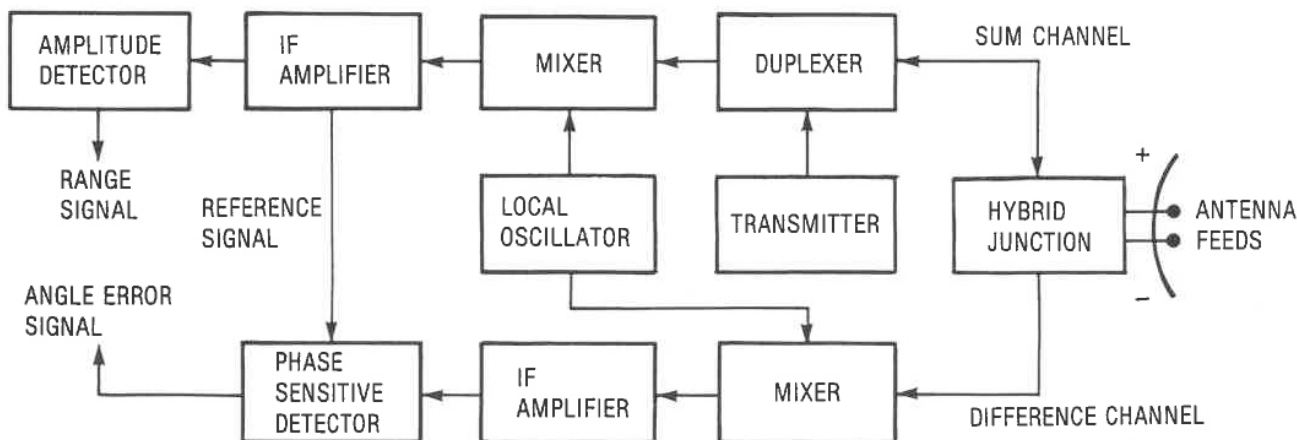 AMPLITUDE
DETECTOR
IF
AMPLIFIER
MIXER
DUPLEXER
SUM CHANNEL
RANGE
SIGNAL
REFERENCE
SIGNAL
LOCAL
OSCILLATOR
TRANSMITTER
+
HYBRID
JUNCTION
ANTENNA
FEEDS
−
ANGLE ERROR
SIGNAL
PHASE
SENSITIVE
DETECTOR
IF
AMPLIFIER
MIXER
DIFFERENCE CHANNEL